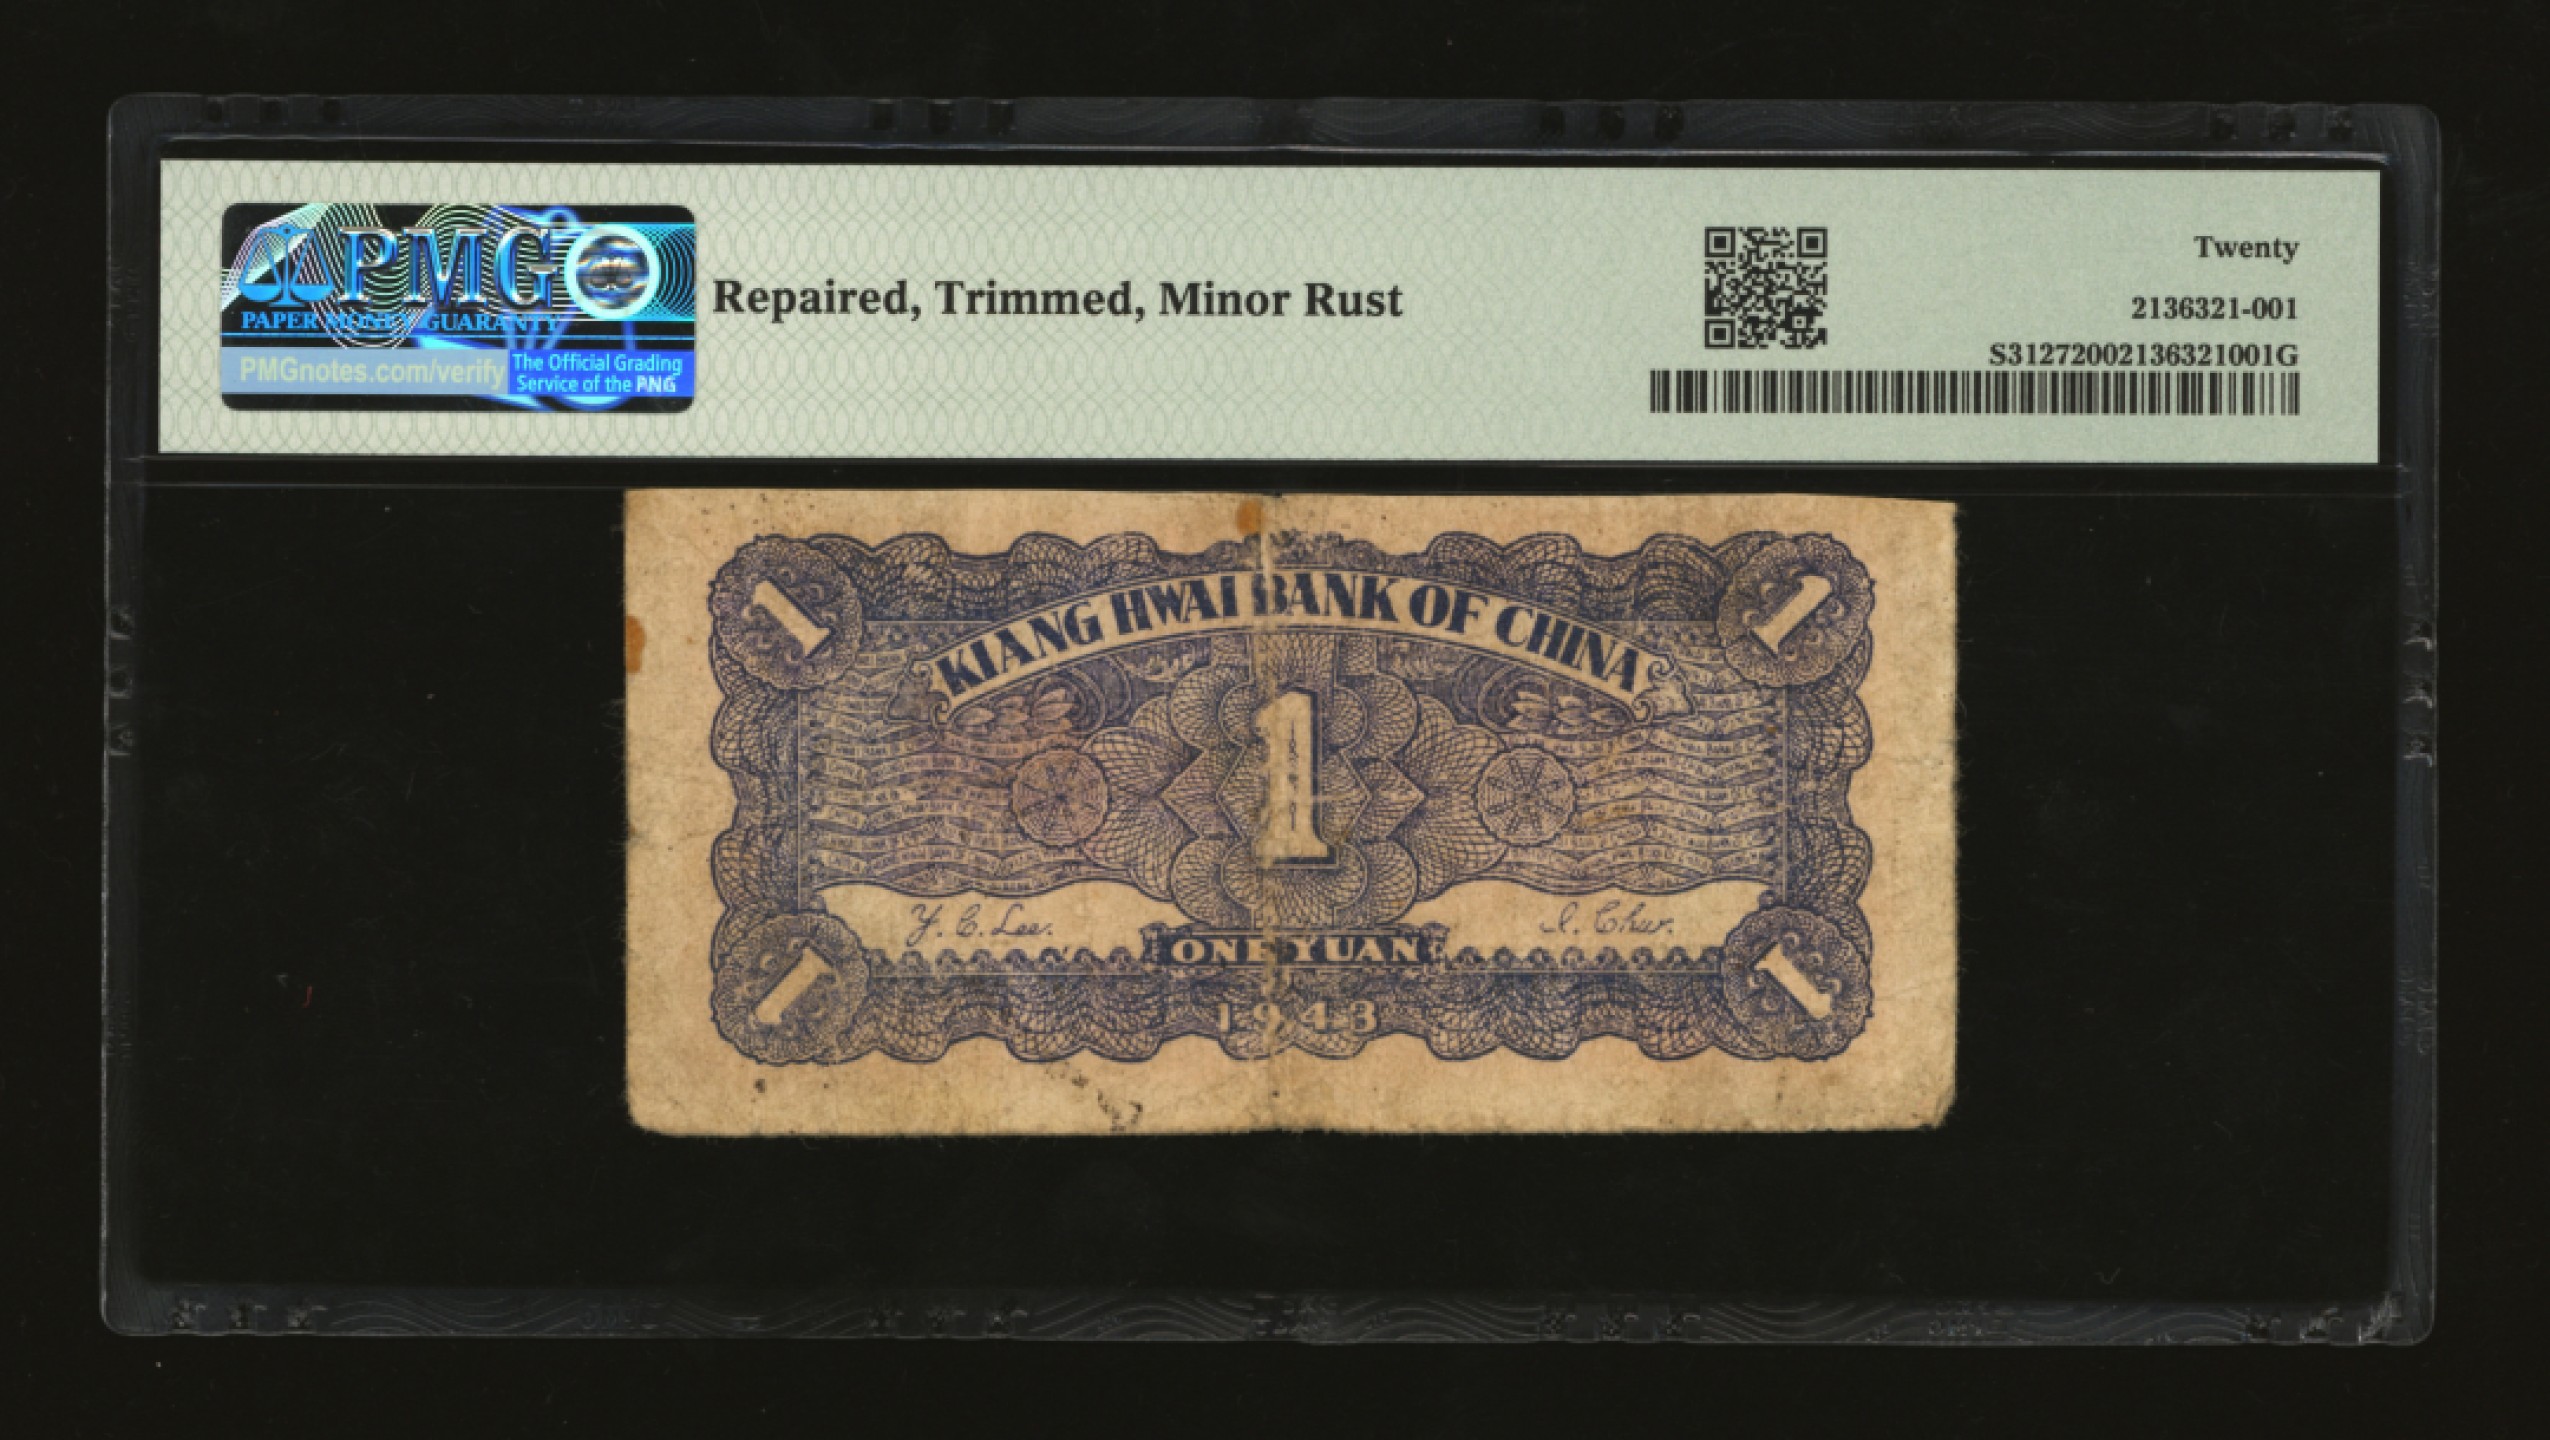 PMG
PAPER MONEY GUARANTY
PMGnotes.com/verify
The Official Grading
Service of the PNG
Repaired, Trimmed, Minor Rust
Twenty
2136321-001
S31272002136321001G
KIANG HWAI BANK OF CHINA
1
1
1
Y. C. Lee.
ONE YUAN
1
1
1943